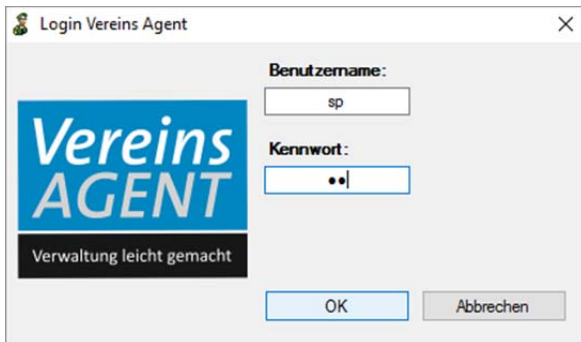 Login Vereins Agent
Benutzername:
sp
Kennwort:
••
Vereins
AGENT
Verwaltung leicht gemacht
OK
Abbrechen